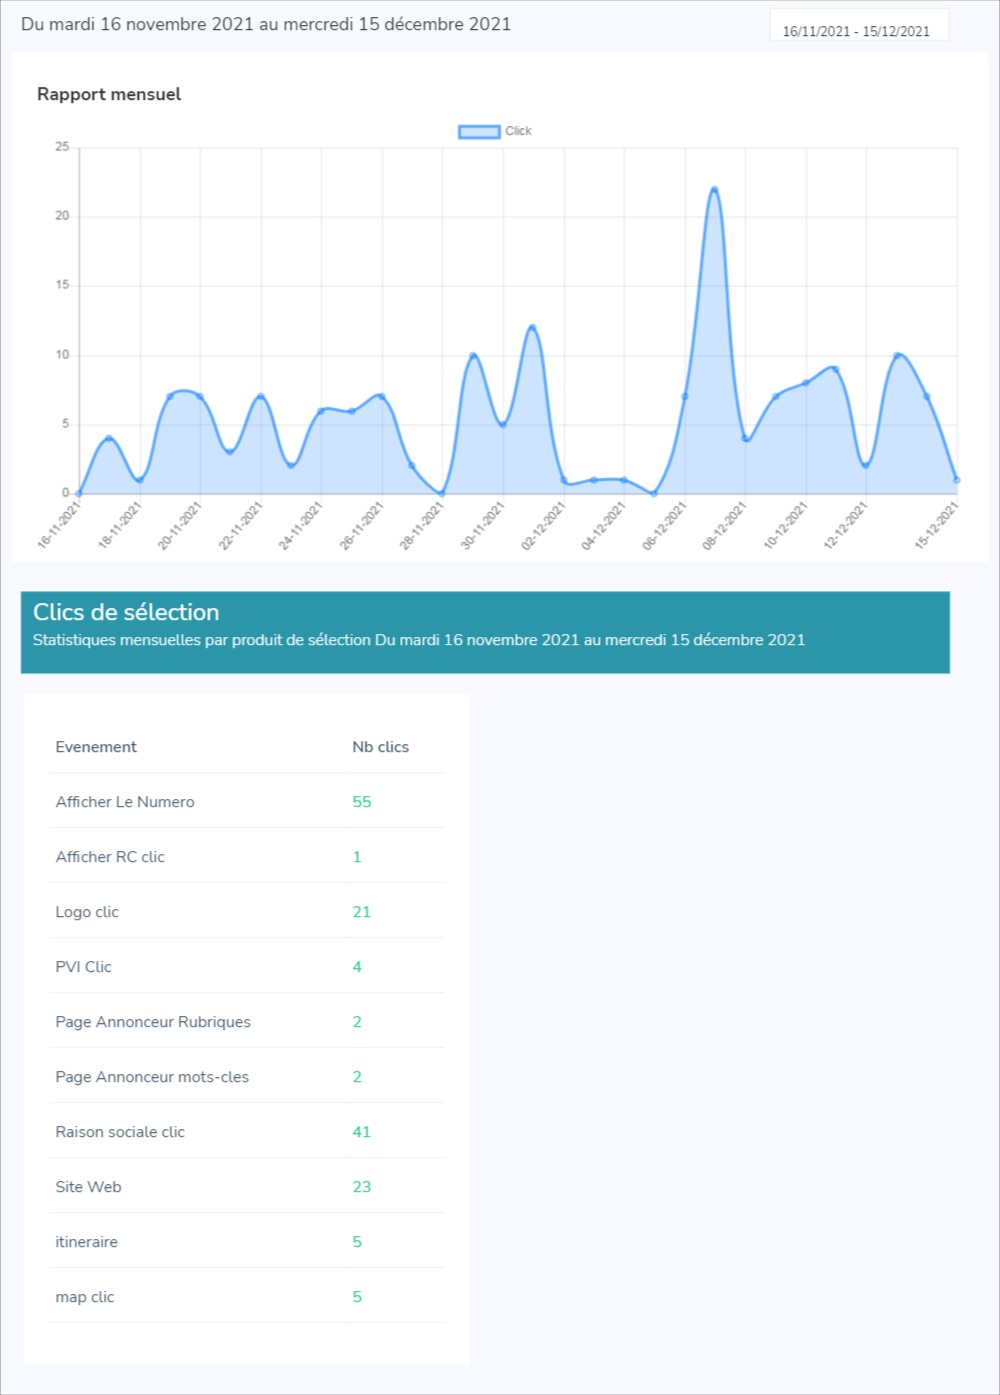 Du mardi 16 novembre 2021 au mercredi 15 décembre 2021
16/11/2021 - 15/12/2021
Rapport mensuel
Click
25
20
15
10
5
0
16-11-2021
18-11-2021
20-11-2021
22-11-2021
24-11-2021
26-11-2021
28-11-2021
30-11-2021
02-12-2021
04-12-2021
06-12-2021
08-12-2021
10-12-2021
12-12-2021
15-12-2021
Clics de sélection
Statistiques mensuelles par produit de sélection Du mardi 16 novembre 2021 au mercredi 15 décembre 2021
Evenement Nb clics
Afficher Le Numero 55
Afficher RC clic 1
Logo clic 21
PVI Clic 4
Page Annonceur Rubriques 2
Page Annonceur mots-cles 2
Raison sociale clic 41
Site Web 23
itineraire 5
map clic 5